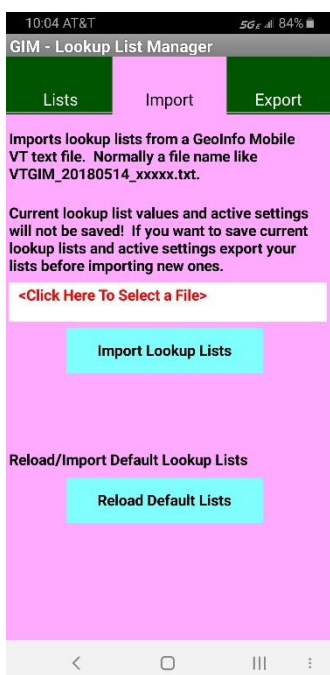 10:04 AT&T 5GE 84%
GIM - Lookup List Manager
Lists Import Export
Imports lookup lists from a GeoInfo Mobile
VT text file. Normally a file name like
VTGIM_20180514_xxxxx.txt.
Current lookup list values and active settings
will not be saved! If you want to save current
lookup lists and active settings export your
lists before importing new ones.
<Click Here To Select a File>
Import Lookup Lists
Reload/Import Default Lookup Lists
Reload Default Lists